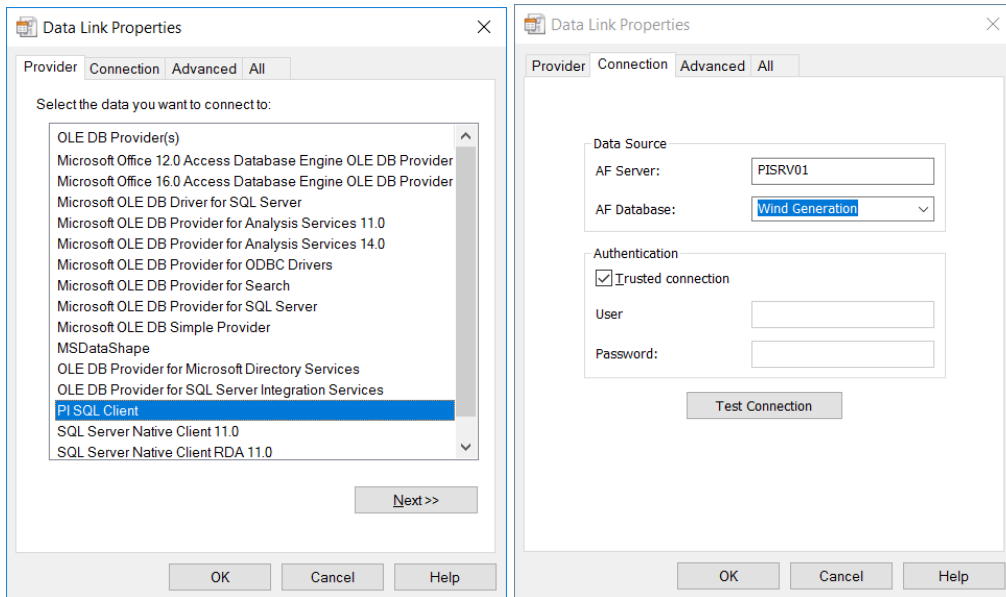 Data Link Properties
Provider Connection Advanced All
Select the data you want to connect to:
OLE DB Provider(s)
Microsoft Office 12.0 Access Database Engine OLE DB Provider
Microsoft Office 16.0 Access Database Engine OLE DB Provider
Microsoft OLE DB Driver for SQL Server
Microsoft OLE DB Provider for Analysis Services 11.0
Microsoft OLE DB Provider for Analysis Services 14.0
Microsoft OLE DB Provider for ODBC Drivers
Microsoft OLE DB Provider for Search
Microsoft OLE DB Provider for SQL Server
Microsoft OLE DB Simple Provider
MSDataShape
OLE DB Provider for Microsoft Directory Services
OLE DB Provider for SQL Server Integration Services
PI SQL Client
SQL Server Native Client 11.0
SQL Server Native Client RDA 11.0
Next >>
OK Cancel Help
Data Link Properties
Provider Connection Advanced All
Data Source
AF Server: PISRV01
AF Database: Wind Generation
Authentication
Trusted connection
User
Password:
Test Connection
OK Cancel Help